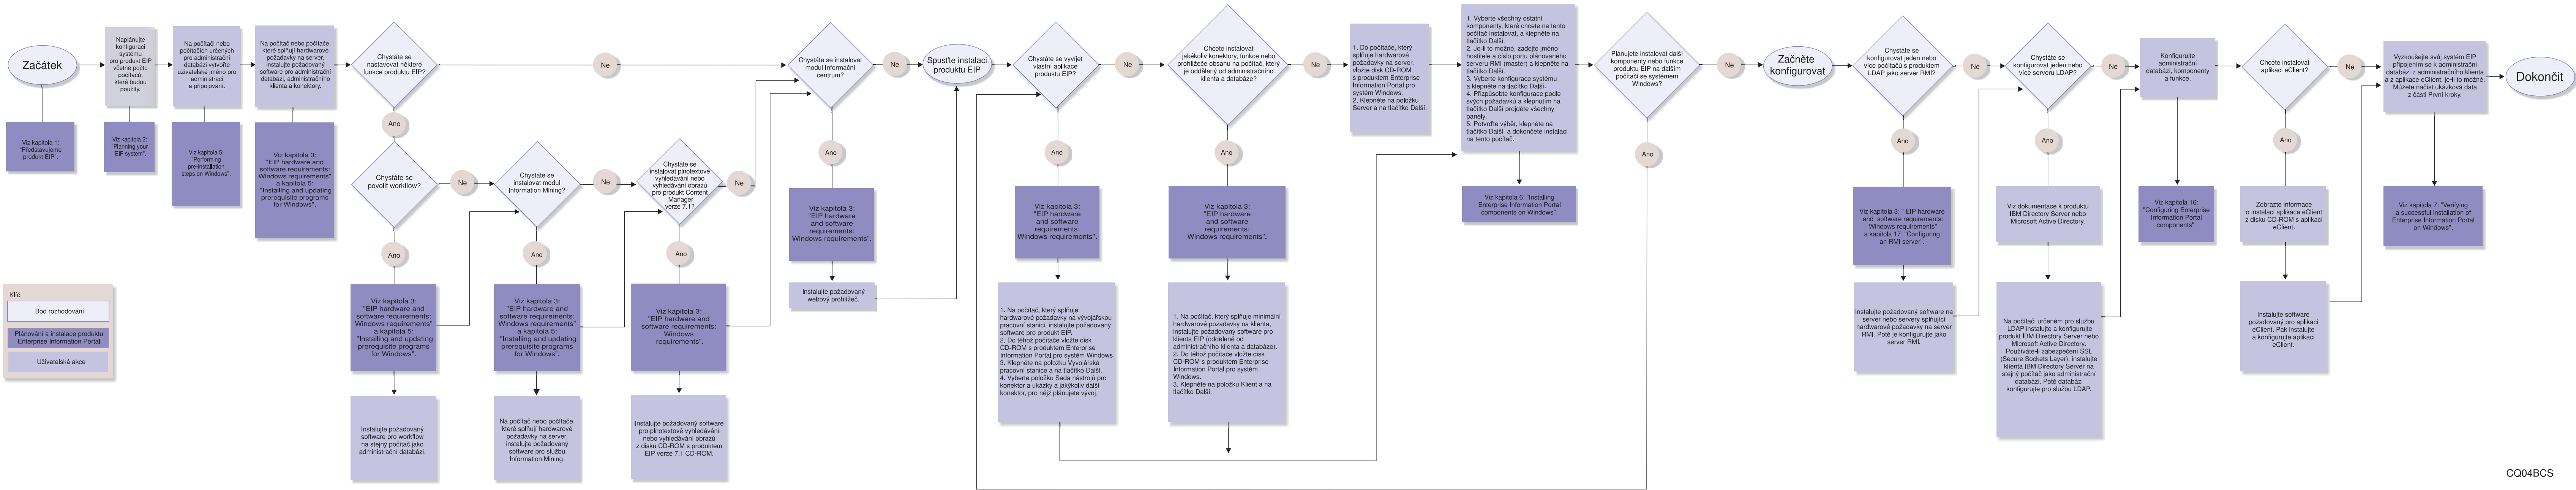 Začátek
Viz kapitola 1:
"Představujeme
produkt EIP".
Naplánujte
konfiguraci
systému
pro produkt EIP
včetně počtu
počítačů,
které budou
použity.
Viz kapitola 2:
"Planning your
EIP system".
Na počítači nebo
počítačích určených
pro administrační
databázi vytvořte
uživatelské jméno pro
administraci
a připojování.
Viz kapitola 5:
"Performing
pre-installation
steps on Windows".
Na počítač nebo počítače,
které splňují hardwarové
požadavky na server,
instalujte požadovaný
software pro administrační
databázi, administračního
klienta a konektory.
Viz kapitola 3:
"EIP hardware and
software requirements:
Windows requirements"
a kapitola 5:
"Installing and updating
prerequisite programs
for Windows".
Chystáte se
nastavovat některé
funkce produktu EIP?
Ne
Ano
Chystáte se
povolit workflow?
Ne
Ano
Viz kapitola 3:
"EIP hardware and
software requirements:
Windows requirements"
a kapitola 5:
"Installing and updating
prerequisite programs
for Windows".
Instalujte požadovaný
software pro workflow
na stejný počítač jako
administrační databázi.
Chystáte se
instalovat modul
Information Mining?
Ne
Ano
Viz kapitola 3:
"EIP hardware and
software requirements:
Windows requirements"
a kapitola 5:
"Installing and updating
prerequisite programs
for Windows".
Na počítač nebo počítače,
které splňují hardwarové
požadavky na server,
instalujte požadovaný
software pro službu
Information Mining.
Chystáte se
instalovat plnotextové
vyhledávání nebo
vyhledávání obrazů
pro produkt Content
Manager
verze 7.1?
Ne
Ano
Viz kapitola 3:
"EIP hardware and
software requirements:
Windows
requirements".
Instalujte požadovaný software
pro plnotextové vyhledávání
nebo vyhledávání obrazů
z disku CD-ROM s produktem
EIP verze 7.1 CD-ROM.
Chystáte se instalovat
modul Informační
centrum?
Ne
Ano
Viz kapitola 3:
"EIP hardware
and software
requirements:
Windows requirements".
Instalujte požadovaný
webový prohlížeč.
Spusťte instalaci
produktu EIP
Chystáte se vyvíjet
vlastní aplikace
produktu EIP?
Ne
Ano
Viz kapitola 3:
"EIP hardware
and software
requirements:
Windows requirements".
1. Na počítač, který splňuje
hardwarové požadavky na vývojářskou
pracovní stanici, instalujte požadovaný
software pro produkt EIP.
2. Do téhož počítače vložte disk
CD-ROM s produktem Enterprise
Information Portal pro systém Windows.
3. Klepněte na položku Vývojářská
pracovní stanice a na tlačítko Další.
4. Vyberte položku Sada nástrojů pro
konektor a ukázky a jakýkoliv další
konektor, pro nějž plánujete vývoj.
Chcete instalovat
jakékoliv konektory, funkce nebo
prohlížeče obsahu na počítač, který
je oddělený od administračního
klienta a databáze?
Ne
Ano
Viz kapitola 3:
"EIP hardware
and software
requirements:
Windows requirements".
1. Na počítač, který splňuje minimální
hardwarové požadavky na klienta,
instalujte požadovaný software pro
klienta EIP (odděleně od
administračního klienta a databáze).
2. Do téhož počítače vložte disk
CD-ROM s produktem Enterprise
Information Portal pro systém
Windows.
3. Klepněte na položku Klient a na
tlačítko Další.
1. Do počítače, který
splňuje hardwarové
požadavky na server,
vložte disk CD-ROM
s produktem Enterprise
Information Portal pro
systém Windows.
2. Klepněte na položku
Server a na tlačítko Další.
1. Vyberte všechny ostatní
komponenty, které chcete na tento
počítač instalovat, a klepněte na
tlačítko Další.
2. Je-li to možné, zadejte jméno
hostitele a číslo portu plánovaného
serveru RMI (master) a klepněte na
tlačítko Další.
3. Vyberte konfigurace systému
a klepněte na tlačítko Další.
4. Přizpůsobte konfigurace podle
svých požadavků a klepnutím na
tlačítko Další projděte všechny
panely.
5. Potvrďte výběr, klepněte na
tlačítko Další a dokončete instalaci
na tento počítač.
Viz kapitola 6: "Installing
Enterprise Information Portal
components on Windows".
Plánujete instalovat další
komponenty nebo funkce
produktu EIP na dalším
počítači se systémem
Windows?
Ne
Ano
Začněte
konfigurovat
Chystáte se
konfigurovat jeden nebo
více počítačů s produktem
LDAP jako server RMI?
Ne
Ano
Viz kapitola 3: " EIP hardware
and software requirements:
Windows requirements"
a kapitola 17: "Configuring
an RMI server".
Instalujte požadovaný software na
server nebo servery splňující
hardwarové požadavky na server
RMI. Poté je konfigurujte jako
server RMI.
Chystáte se
konfigurovat jeden nebo
více serverů LDAP?
Ne
Ano
Viz dokumentace k produktu
IBM Directory Server nebo
Microsoft Active Directory.
Na počítači určeném pro službu
LDAP instalujte a konfigurujte
produkt IBM Directory Server nebo
Microsoft Active Directory.
Používáte-li zabezpečení SSL
(Secure Sockets Layer), instalujte
klienta IBM Directory Server na
stejný počítač jako administrační
databázi. Poté databázi
konfigurujte pro službu LDAP.
Konfigurujte
administrační
databázi, komponenty
a funkce.
Viz kapitola 16:
"Configuring Enterprise
Information Portal
components".
Chcete instalovat
aplikaci eClient?
Ne
Ano
Zobrazte informace
o instalaci aplikace eClient
z disku CD-ROM s aplikací
eClient.
Instalujte software
požadovaný pro aplikaci
eClient. Pak instalujte
a konfigurujte aplikaci
eClient.
Vyzkoušejte svůj systém EIP
připojením se k administrační
databázi z administračního klienta
a z aplikace eClient, je-li to možné.
Můžete načíst ukázková data
z části První kroky.
Viz kapitola 7: "Verifying
a successful installation of
Enterprise Information Portal
on Windows".
Dokončit
Klíč
Bod rozhodování
Plánování a instalace produktu
Enterprise Information Portal
Uživatelská akce
CQ04BCS